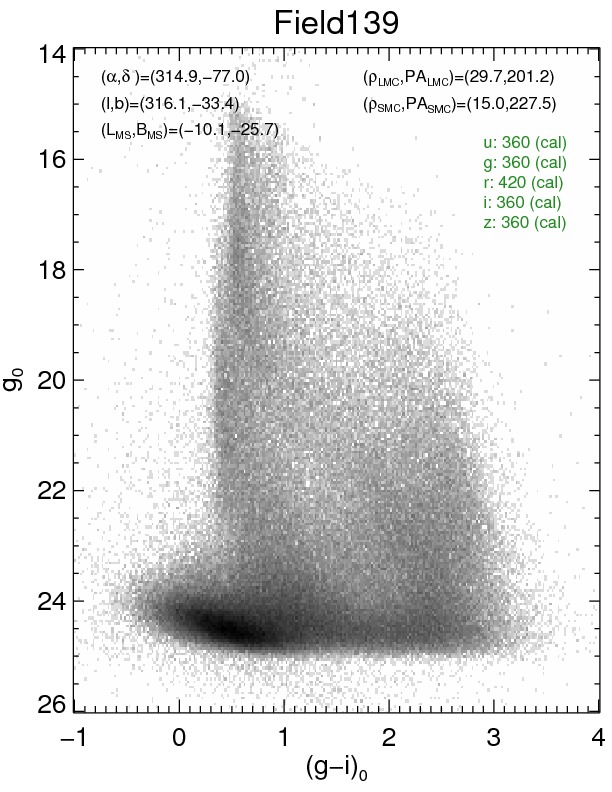 Field139
(α,δ )=(314.9,−77.0)
(ρLMC,PALMC)=(29.7,201.2)
(l,b)=(316.1,−33.4)
(ρSMC,PASMC)=(15.0,227.5)
(LMS,BMS)=(−10.1,−25.7)
u: 360 (cal)
g: 360 (cal)
r: 420 (cal)
i: 360 (cal)
z: 360 (cal)
14
16
18
20
22
24
26
g0
−1 0 1 2 3 4
(g−i)0